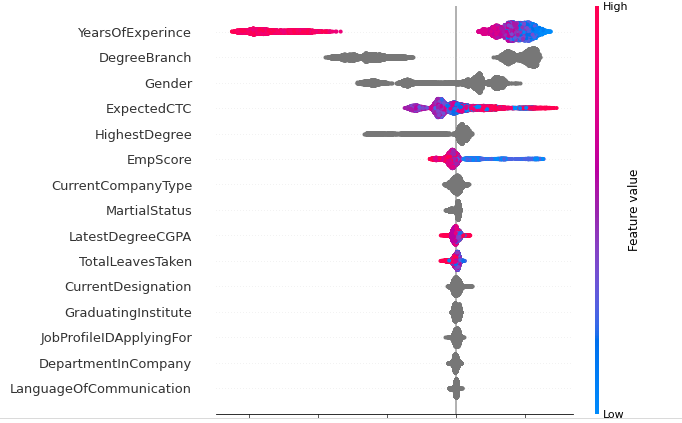 High
YearsOfExperince
DegreeBranch
Gender
ExpectedCTC
HighestDegree
EmpScore
CurrentCompanyType
MartialStatus
LatestDegreeCGPA
TotalLeavesTaken
CurrentDesignation
GraduatingInstitute
JobProfileIDApplyingFor
DepartmentInCompany
LanguageOfCommunication
Feature value
Low